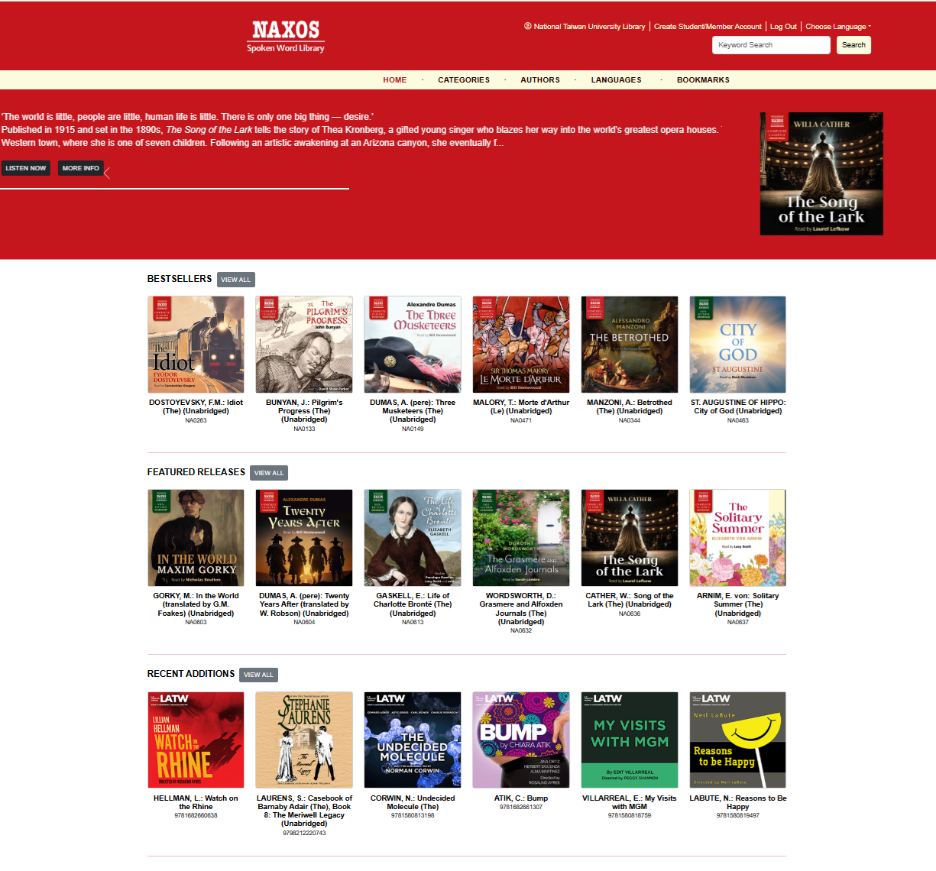 NAXOS
Spoken Word Library
National Taiwan University Library | Create Student/Member Account | Log Out | Choose Language
Keyword Search
Search
HOME · CATEGORIES · AUTHORS · LANGUAGES · BOOKMARKS
'The world is little, people are little, human life is little. There is only one big thing — desire.'
Published in 1915 and set in the 1890s, The Song of the Lark tells the story of Thea Kronberg, a gifted young singer who blazes her way into the world's greatest opera houses.
Western town, where she is one of seven children. Following an artistic awakening at an Arizona canyon, she eventually f...
LISTEN NOW
MORE INFO
WILLA CATHER
The Song
of the Lark
Read by Laurel Lefkow
BESTSELLERS
VIEW ALL
The
Idiot
FYODOR
DOSTOYEVSKY
The
PILGRIM'S
PROGRESS
John Bunyan
Alexandre Dumas
The Three
Musketeers
SIR THOMAS MALORY
LE MORTE D'ARTHUR
ALESSANDRO
MANZONI
THE BETROTHED
CITY
OF
GOD
ST AUGUSTINE
DOSTOYEVSKY, F.M.: Idiot
(The) (Unabridged)
NA0263
BUNYAN, J.: Pilgrim's
Progress (The)
(Unabridged)
NA0133
DUMAS, A. (pere): Three
Musketeers (The)
(Unabridged)
NA0149
MALORY, T.: Morte d'Arthur
(Le) (Unabridged)
NA0471
MANZONI, A.: Betrothed
(The) (Unabridged)
NA0344
ST. AUGUSTINE OF HIPPO:
City of God (Unabridged)
NA0463
FEATURED RELEASES
VIEW ALL
IN THE WORLD
MAXIM GORKY
ALEXANDRE DUMAS
TWENTY
YEARS AFTER
The Life
of
Charlotte
Brontë
ELIZABETH
GASKELL
DOROTHY
WORDSWORTH
The Grasmere and
Alfoxden Journals
WILLA CATHER
The Song
of the Lark
Read by Laurel Lefkow
The
Solitary
Summer
ELIZABETH VON ARNIM
GORKY, M.: In the World
(translated by G.M.
Foakes) (Unabridged)
NA0603
DUMAS, A. (pere): Twenty
Years After (translated by
W. Robson) (Unabridged)
NA0604
GASKELL, E.: Life of
Charlotte Brontë (The)
(Unabridged)
NA0613
WORDSWORTH, D.:
Grasmere and Alfoxden
Journals (The)
(Unabridged)
NA0632
CATHER, W.: Song of the
Lark (The) (Unabridged)
NA0636
ARNIM, E. von: Solitary
Summer (The)
(Unabridged)
NA0637
RECENT ADDITIONS
VIEW ALL
LATW
LILLIAN
HELLMAN
WATCH ON
THE
RHINE
STEPHANIE
LAURENS
LATW
THE
UNDECIDED
MOLECULE
NORMAN CORWIN
LATW
BUMP
by CHIARA ATIK
LATW
MY VISITS
WITH MGM
By EDIT VILLARREAL
LATW
Neil LaBute
Reasons
to be Happy
HELLMAN, L.: Watch on
the Rhine
9781682660638
LAURENS, S.: Casebook of
Barnaby Adair (The), Book
8: The Meriwell Legacy
(Unabridged)
9798212220743
CORWIN, N.: Undecided
Molecule (The)
9781580813198
ATIK, C.: Bump
9781682661307
VILLARREAL, E.: My Visits
with MGM
9781580818759
LABUTE, N.: Reasons to Be
Happy
9781580819497